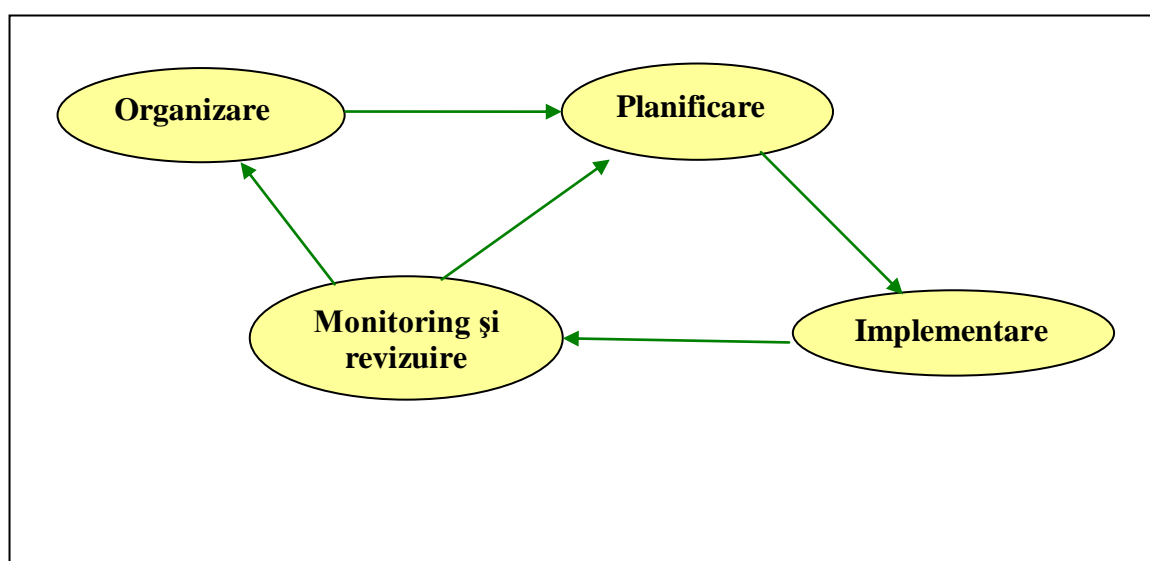 Organizare
Planificare
Monitoring şi
revizuire
Implementare